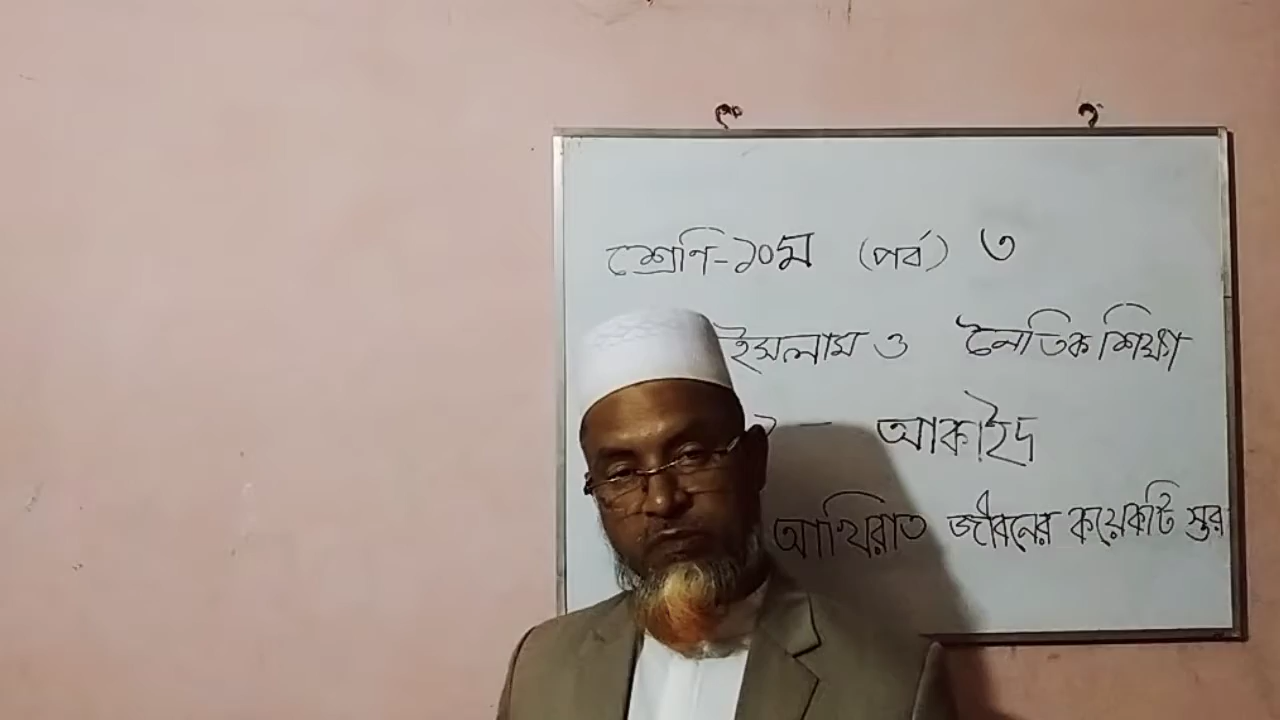 শ্রেণি-১০ম (পর্ব) ৩
ইসলাম ও নৈতিক শিক্ষা
– আকাইদ
আখিরাত জীবনের কয়েকটি স্তর